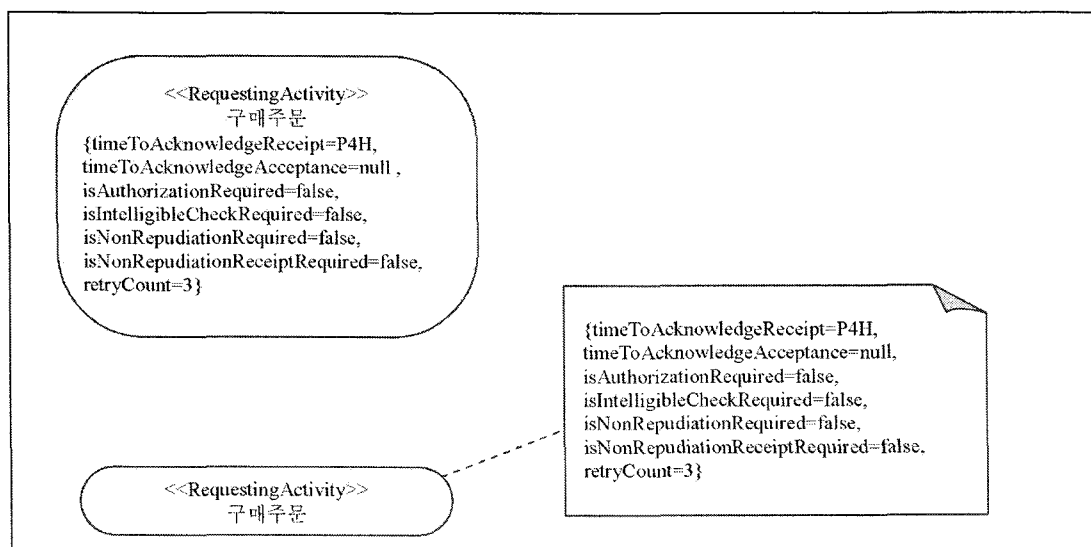 <<RequestingActivity>>
구매주문
{timeToAcknowledgeReceipt=P4H,
timeToAcknowledgeAcceptance=null ,
isAuthorizationRequired=false,
isIntelligibleCheckRequired=false,
isNonRepudiationRequired=false,
isNonRepudiationReceiptRequired=false,
retryCount=3}
{timeToAcknowledgeReceipt=P4H,
timeToAcknowledgeAcceptance=null,
isAuthorizationRequired=false,
isIntelligibleCheckRequired=false,
isNonRepudiationRequired=false,
isNonRepudiationReceiptRequired=false,
retryCount=3}
<<RequestingActivity>>
구매주문